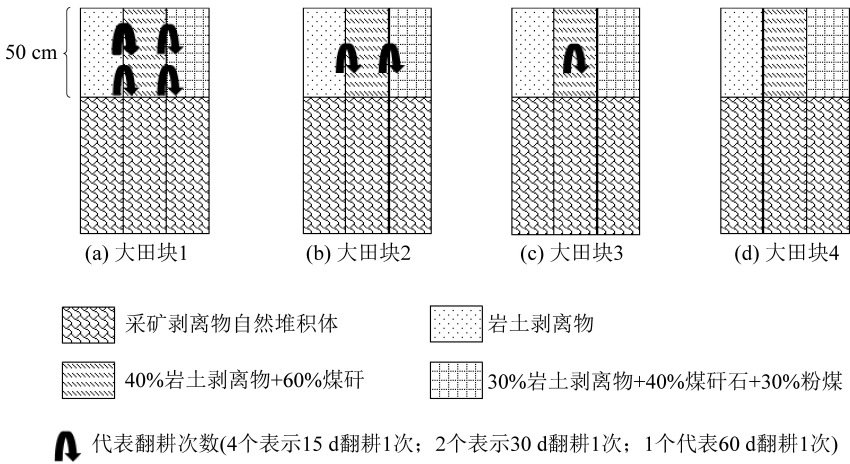 50 cm
(a) 大田块1
(b) 大田块2
(c) 大田块3
(d) 大田块4
采矿剥离物自然堆积体
岩土剥离物
40%岩土剥离物+60%煤矸
30%岩土剥离物+40%煤矸石+30%粉煤
代表翻耕次数(4个表示15 d翻耕1次；2个表示30 d翻耕1次；1个代表60 d翻耕1次)